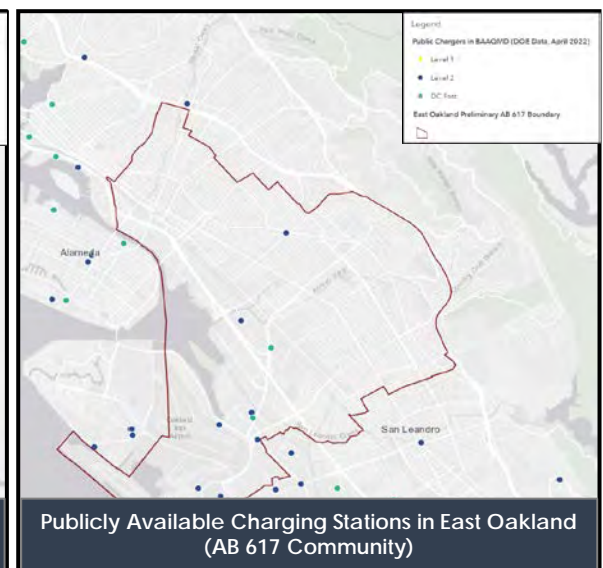 Legend
Public Chargers in BAAQMD (DOE Data, April 2022)
Level 1
Level 2
DC Fast
East Oakland Preliminary AB 617 Boundary
Alameda
San Leandro
Publicly Available Charging Stations in East Oakland
(AB 617 Community)